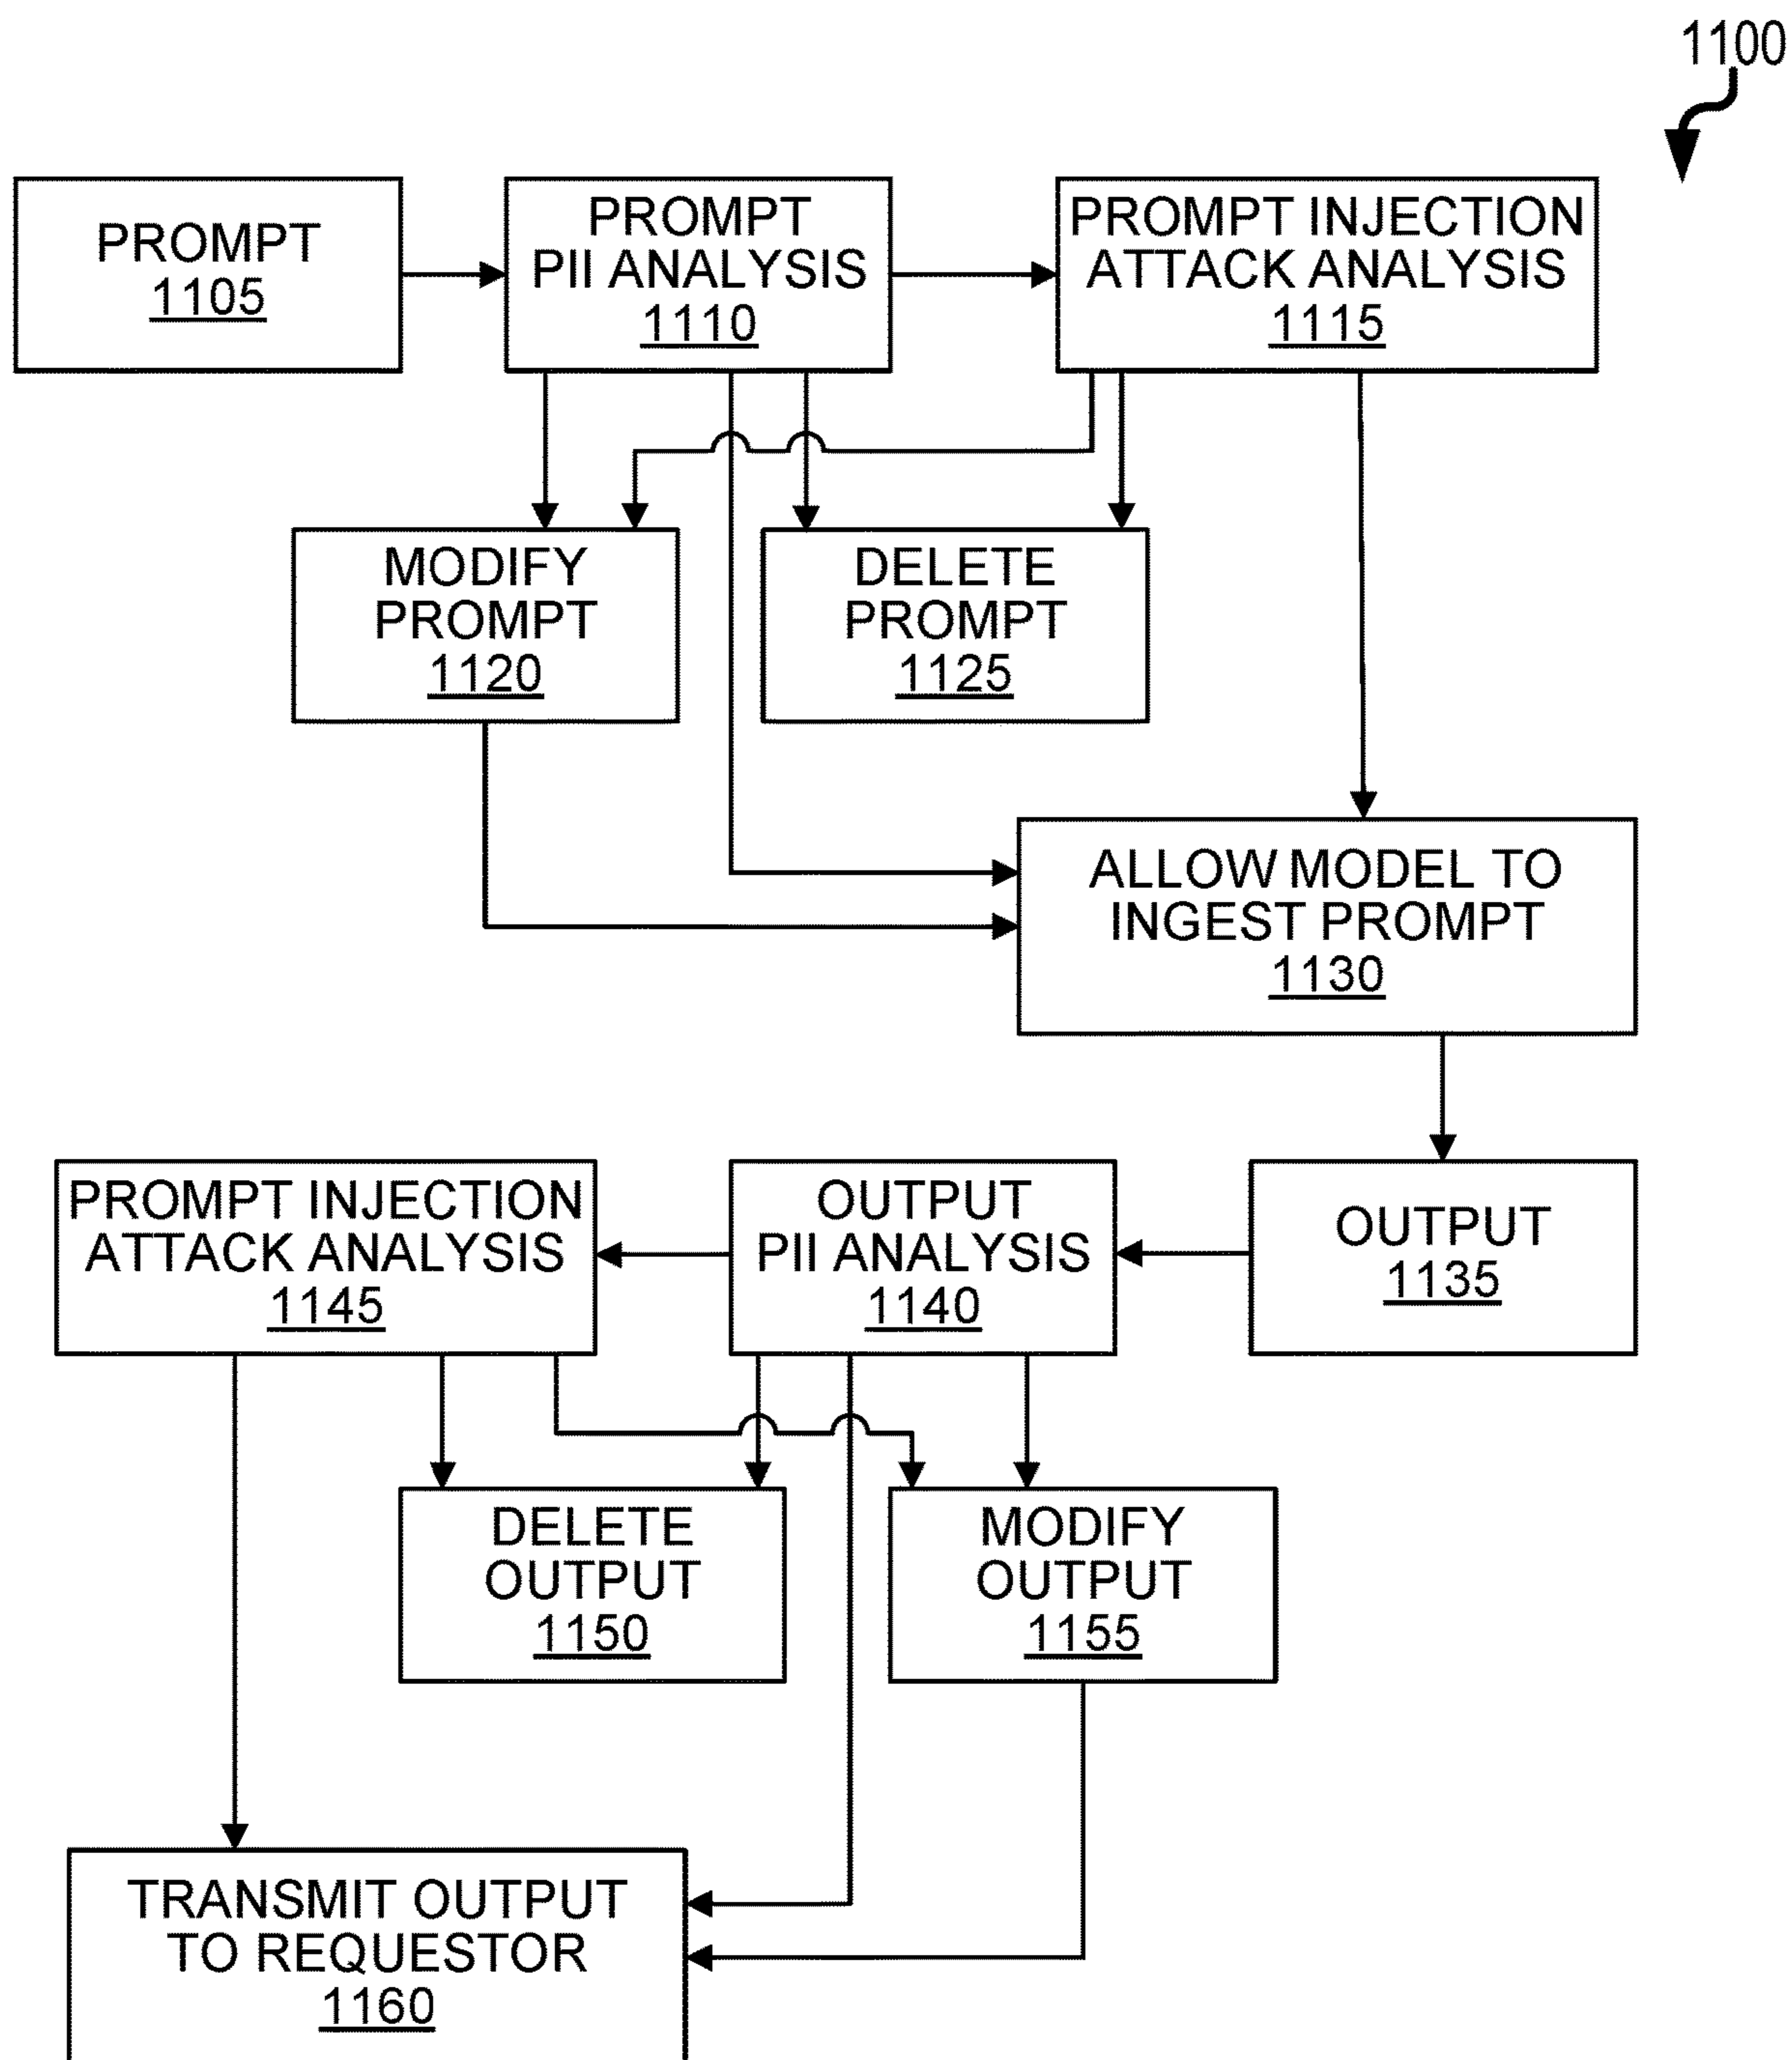 1100
PROMPT
1105
PROMPT
PII ANALYSIS
1110
PROMPT INJECTION
ATTACK ANALYSIS
1115
MODIFY
PROMPT
1120
DELETE
PROMPT
1125
ALLOW MODEL TO
INGEST PROMPT
1130
PROMPT INJECTION
ATTACK ANALYSIS
1145
OUTPUT
PII ANALYSIS
1140
OUTPUT
1135
DELETE
OUTPUT
1150
MODIFY
OUTPUT
1155
TRANSMIT OUTPUT
TO REQUESTOR
1160